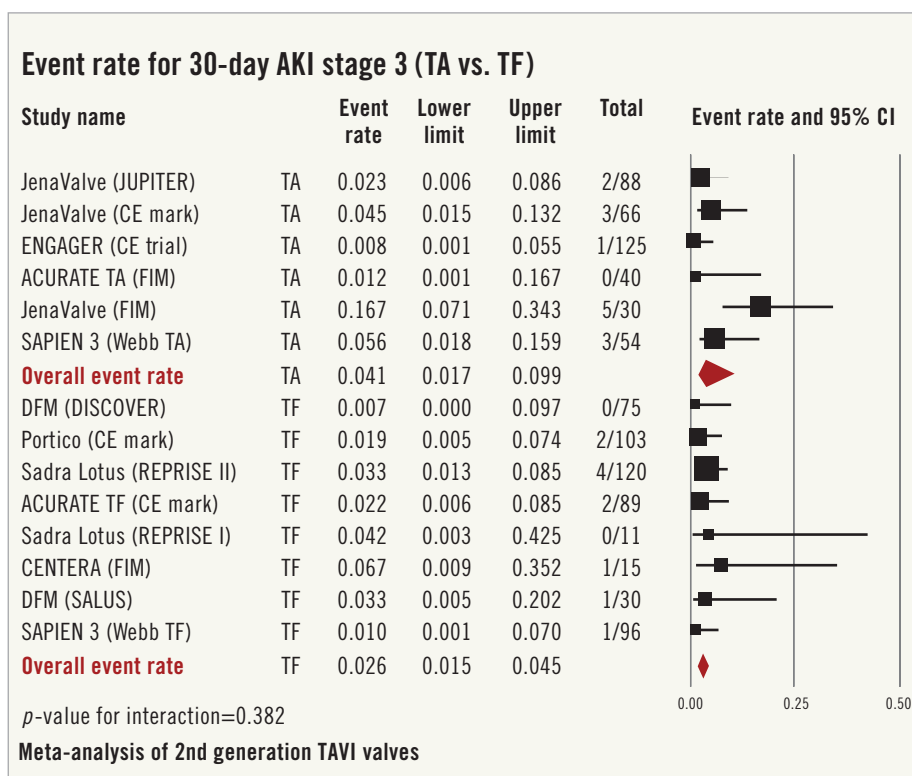 Event rate for 30-day AKI stage 3 (TA vs. TF)
Study name Event rate Lower limit Upper limit Total Event rate and 95% CI
JenaValve (JUPITER) TA 0.023 0.006 0.086 2/88
JenaValve (CE mark) TA 0.045 0.015 0.132 3/66
ENGAGER (CE trial) TA 0.008 0.001 0.055 1/125
ACURATE TA (FIM) TA 0.012 0.001 0.167 0/40
JenaValve (FIM) TA 0.167 0.071 0.343 5/30
SAPIEN 3 (Webb TA) TA 0.056 0.018 0.159 3/54
Overall event rate TA 0.041 0.017 0.099
DFM (DISCOVER) TF 0.007 0.000 0.097 0/75
Portico (CE mark) TF 0.019 0.005 0.074 2/103
Sadra Lotus (REPRISE II) TF 0.033 0.013 0.085 4/120
ACURATE TF (CE mark) TF 0.022 0.006 0.085 2/89
Sadra Lotus (REPRISE I) TF 0.042 0.003 0.425 0/11
CENTERA (FIM) TF 0.067 0.009 0.352 1/15
DFM (SALUS) TF 0.033 0.005 0.202 1/30
SAPIEN 3 (Webb TF) TF 0.010 0.001 0.070 1/96
Overall event rate TF 0.026 0.015 0.045
0.00 0.25 0.50
p-value for interaction=0.382
Meta-analysis of 2nd generation TAVI valves